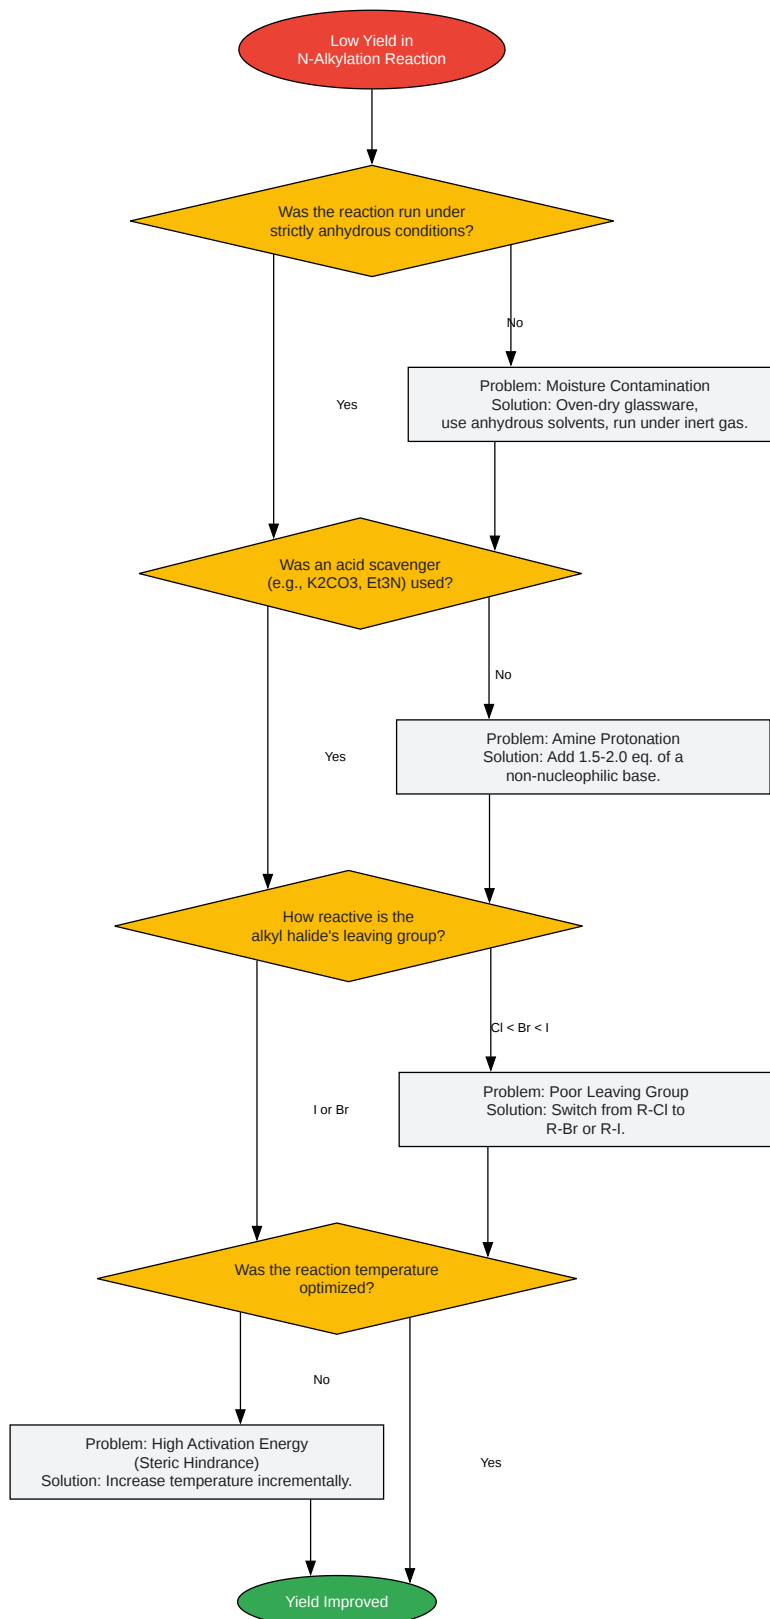 Low Yield in
N-Alkylation Reaction
Was the reaction run under
strictly anhydrous conditions?
No
Yes
Problem: Moisture Contamination
Solution: Oven-dry glassware,
use anhydrous solvents, run under inert gas.
Was an acid scavenger
(e.g., K2CO3, Et3N) used?
No
Yes
Problem: Amine Protonation
Solution: Add 1.5-2.0 eq. of a
non-nucleophilic base.
How reactive is the
alkyl halide's leaving group?
Cl < Br < I
I or Br
Problem: Poor Leaving Group
Solution: Switch from R-Cl to
R-Br or R-I.
Was the reaction temperature
optimized?
No
Problem: High Activation Energy
(Steric Hindrance)
Solution: Increase temperature incrementally.
Yes
Yield Improved